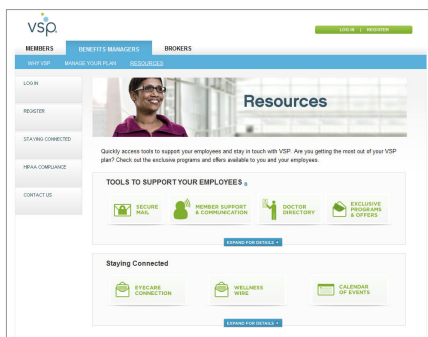 vsp.
LOG IN | REGISTER
MEMBERS BENEFITS MANAGERS BROKERS
WHY VSP MANAGE YOUR PLAN RESOURCES
LOG IN
REGISTER
STAYING CONNECTED
HIPAA COMPLIANCE
CONTACT US
Resources
Quickly access tools to support your employees and stay in touch with VSP. Are you getting the most out of your VSP
plan? Check out the exclusive programs and offers available to you and your employees.
TOOLS TO SUPPORT YOUR EMPLOYEES
SECURE
MAIL
MEMBER SUPPORT
& COMMUNICATION
DOCTOR
DIRECTORY
EXCLUSIVE
PROGRAMS
& OFFERS
EXPAND FOR DETAILS
Staying Connected
EYECARE
CONNECTION
WELLNESS
WIRE
CALENDAR
OF EVENTS
EXPAND FOR DETAILS